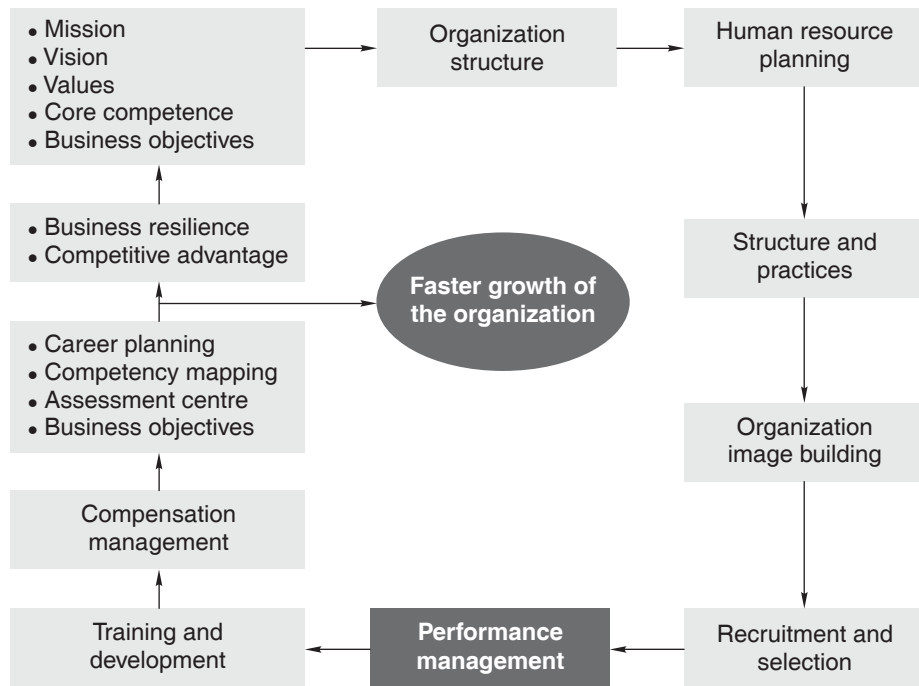 • Mission
• Vision
• Values
• Core competence
• Business objectives
Organization
structure
Human resource
planning
• Business resilience
• Competitive advantage
Faster growth of
the organization
Structure and
practices
• Career planning
• Competency mapping
• Assessment centre
• Business objectives
Organization
image building
Compensation
management
Training and
development
Performance
management
Recruitment and
selection